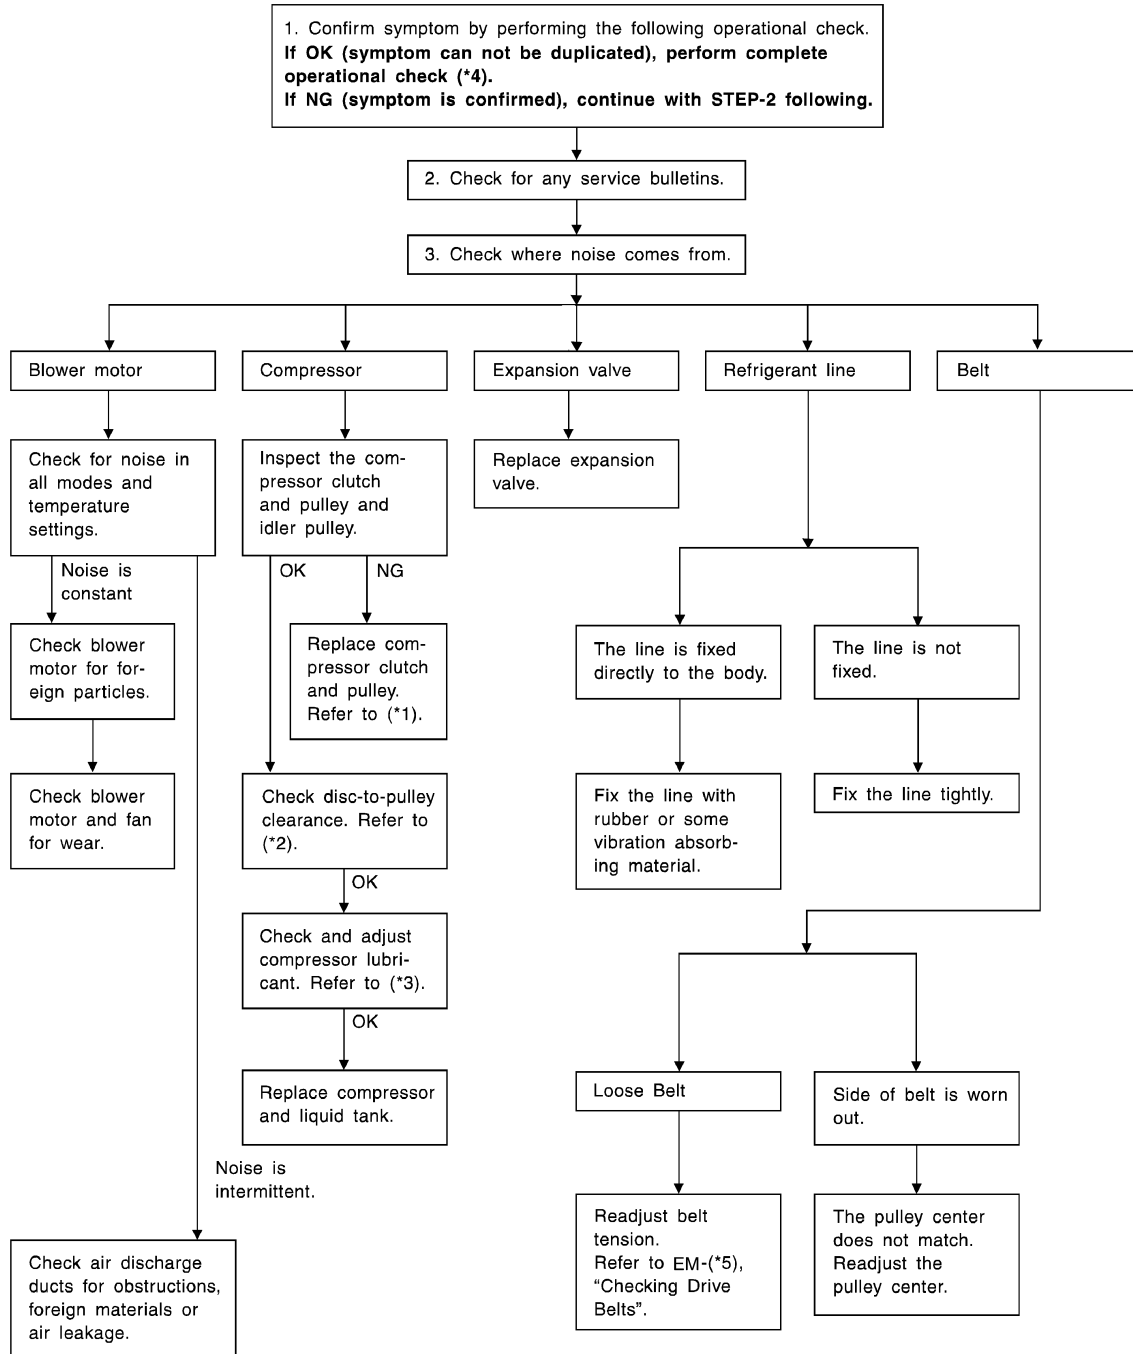 1. Confirm symptom by performing the following operational check.
If OK (symptom can not be duplicated), perform complete
operational check (*4).
If NG (symptom is confirmed), continue with STEP-2 following.
2. Check for any service bulletins.
3. Check where noise comes from.
Blower motor
Compressor
Expansion valve
Refrigerant line
Belt
Check for noise in
all modes and
temperature
settings.
Inspect the com-
pressor clutch
and pulley and
idler pulley.
Replace expansion
valve.
Noise is
constant
OK
NG
Check blower
motor for for-
eign particles.
Replace com-
pressor clutch
and pulley.
Refer to (*1).
The line is fixed
directly to the body.
The line is not
fixed.
Check blower
motor and fan
for wear.
Check disc-to-pulley
clearance. Refer to
(*2).
Fix the line with
rubber or some
vibration absorb-
ing material.
Fix the line tightly.
OK
Check and adjust
compressor lubri-
cant. Refer to (*3).
OK
Replace compressor
and liquid tank.
Loose Belt
Side of belt is worn
out.
Noise is
intermittent.
Readjust belt
tension.
Refer to EM-(*5),
“Checking Drive
Belts”.
The pulley center
does not match.
Readjust the
pulley center.
Check air discharge
ducts for obstructions,
foreign materials or
air leakage.